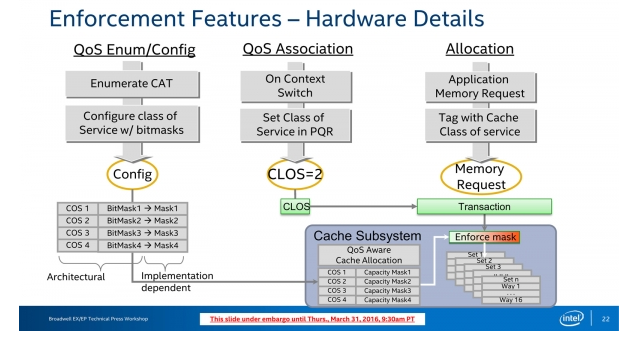 Enforcement Features – Hardware Details
QoS Enum/Config
QoS Association
Allocation
Enumerate CAT
On Context
Switch
Application
Memory Request
Configure class of
Service w/ bitmasks
Set Class of
Service in PQR
Tag with Cache
Class of service
Config
CLOS=2
Memory
Request
COS 1 BitMask1 → Mask1
COS 2 BitMask2 → Mask2
COS 3 BitMask3 → Mask3
COS 4 BitMask4 → Mask4
CLOS
Transaction
Cache Subsystem
Enforce mask
QoS Aware
Cache Allocation
COS 1 Capacity Mask1
COS 2 Capacity Mask2
COS 3 Capacity Mask3
COS 4 Capacity Mask4
Set 1
Set 2
Set 3
Set n
Way 1
...
Way 16
Architectural
Implementation
dependent
Broadwell EX/EP Technical Press Workshop
This slide under embargo until Thurs., March 31, 2016, 9:30am PT
intel
22